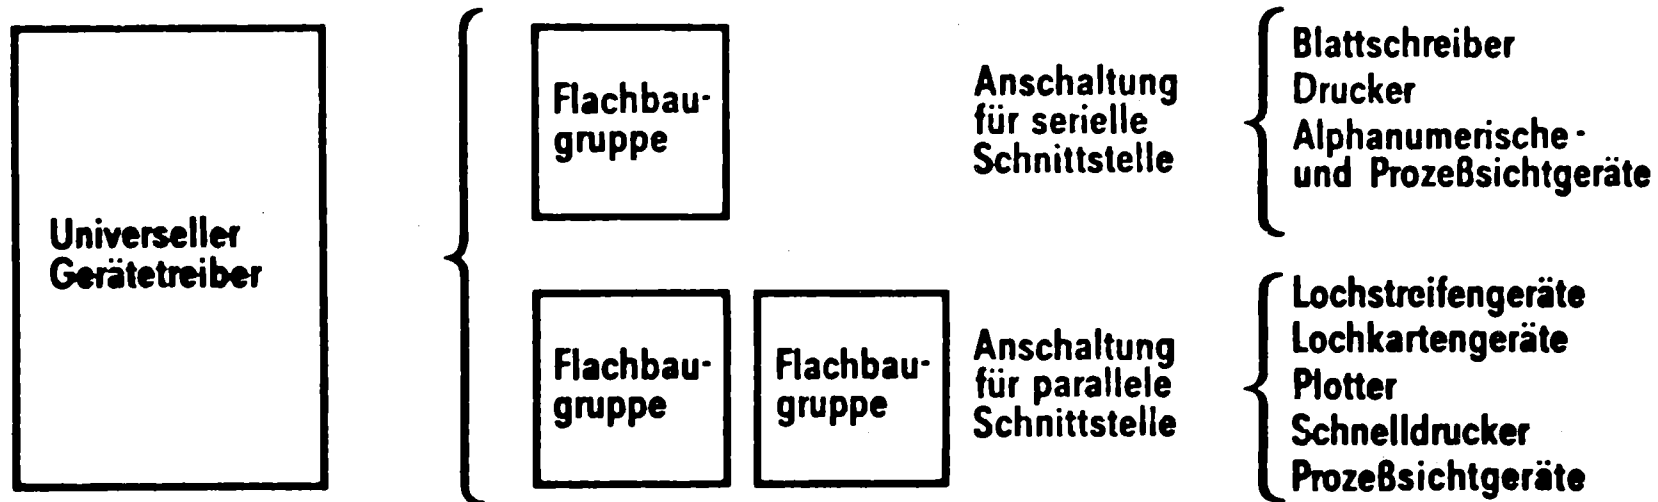 Universeller
Gerätetreiber
Flachbau-
gruppe
Anschaltung
für serielle
Schnittstelle
Blattschreiber
Drucker
Alphanumerische-
und Prozeßsichtgeräte
Flachbau-
gruppe
Flachbau-
gruppe
Anschaltung
für parallele
Schnittstelle
Lochstreifengeräte
Lochkartengeräte
Plotter
Schnelldrucker
Prozeßsichtgeräte